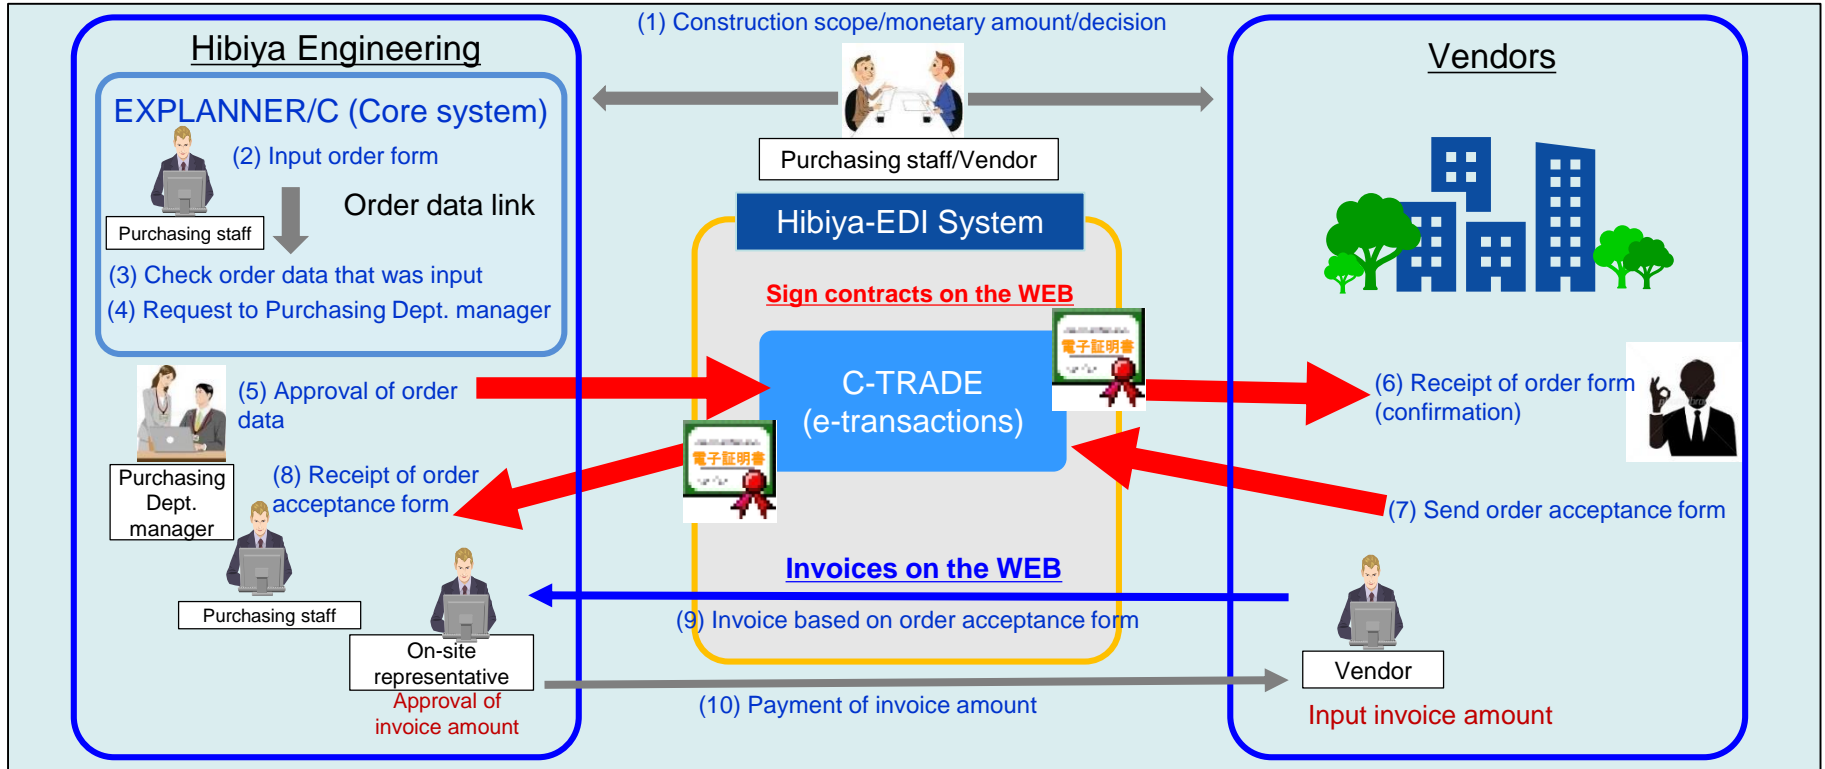 (1) Construction scope/monetary amount/decision
Hibiya Engineering
Vendors
EXPLANNER/C (Core system)
(2) Input order form
Purchasing staff/Vendor
Order data link
Purchasing staff
Hibiya-EDI System
(3) Check order data that was input
(4) Request to Purchasing Dept. manager
Sign contracts on the WEB
電子証明書
C-TRADE
(e-transactions)
(5) Approval of order
data
(6) Receipt of order form
(confirmation)
電子証明書
Purchasing
Dept.
manager
(8) Receipt of order
acceptance form
(7) Send order acceptance form
Invoices on the WEB
Purchasing staff
(9) Invoice based on order acceptance form
On-site
representative
Vendor
Approval of
invoice amount
(10) Payment of invoice amount
Input invoice amount